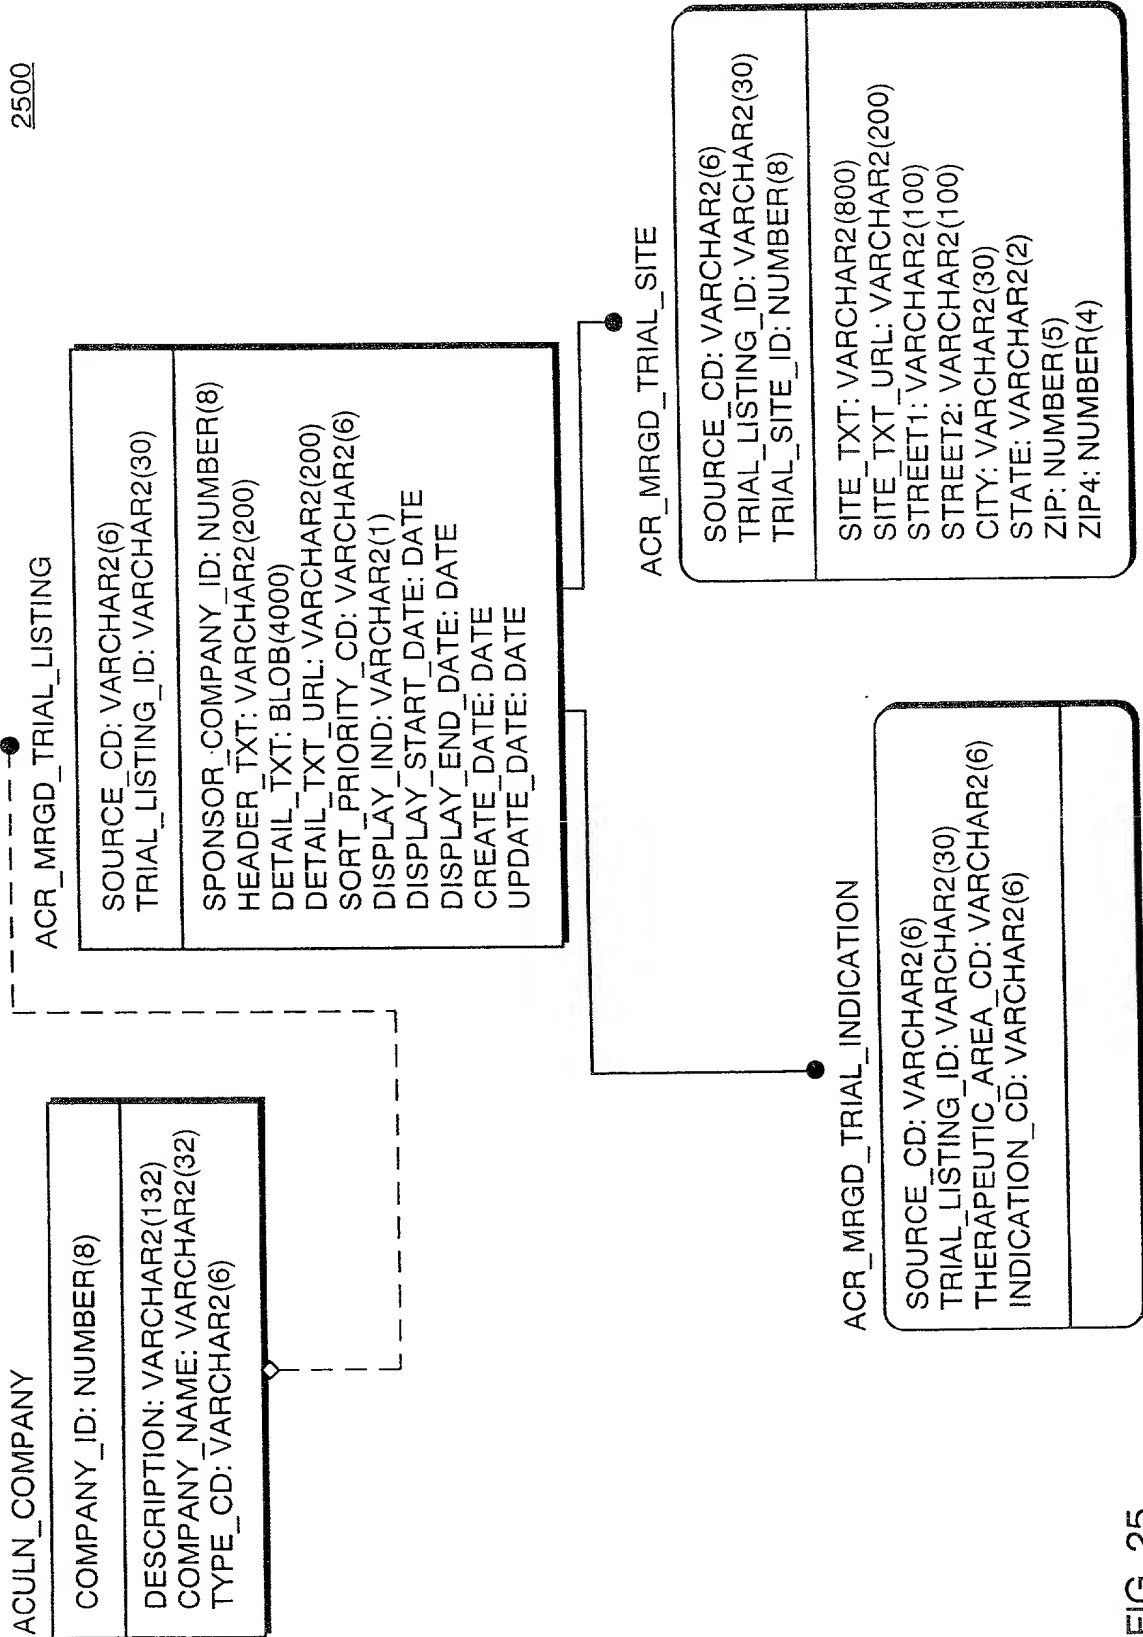 2500
ACULN_COMPANY
COMPANY_ID: NUMBER(8)
DESCRIPTION: VARCHAR2(132)
COMPANY_NAME: VARCHAR2(32)
TYPE_CD: VARCHAR2(6)
ACR_MRGD_TRIAL_LISTING
SOURCE_CD: VARCHAR2(6)
TRIAL_LISTING_ID: VARCHAR2(30)
SPONSOR_COMPANY_ID: NUMBER(8)
HEADER_TXT: VARCHAR2(200)
DETAIL_TXT: BLOB(4000)
DETAIL_TXT_URL: VARCHAR2(200)
SORT_PRIORITY_CD: VARCHAR2(6)
DISPLAY_IND: VARCHAR2(1)
DISPLAY_START_DATE: DATE
DISPLAY_END_DATE: DATE
CREATE_DATE: DATE
UPDATE_DATE: DATE
ACR_MRGD_TRIAL_INDICATION
SOURCE_CD: VARCHAR2(6)
TRIAL_LISTING_ID: VARCHAR2(30)
THERAPEUTIC_AREA_CD: VARCHAR2(6)
INDICATION_CD: VARCHAR2(6)
ACR_MRGD_TRIAL_SITE
SOURCE_CD: VARCHAR2(6)
TRIAL_LISTING_ID: VARCHAR2(30)
TRIAL_SITE_ID: NUMBER(8)
SITE_TXT: VARCHAR2(800)
SITE_TXT_URL: VARCHAR2(200)
STREET1: VARCHAR2(100)
STREET2: VARCHAR2(100)
CITY: VARCHAR2(30)
STATE: VARCHAR2(2)
ZIP: NUMBER(5)
ZIP4: NUMBER(4)
FIG. 25